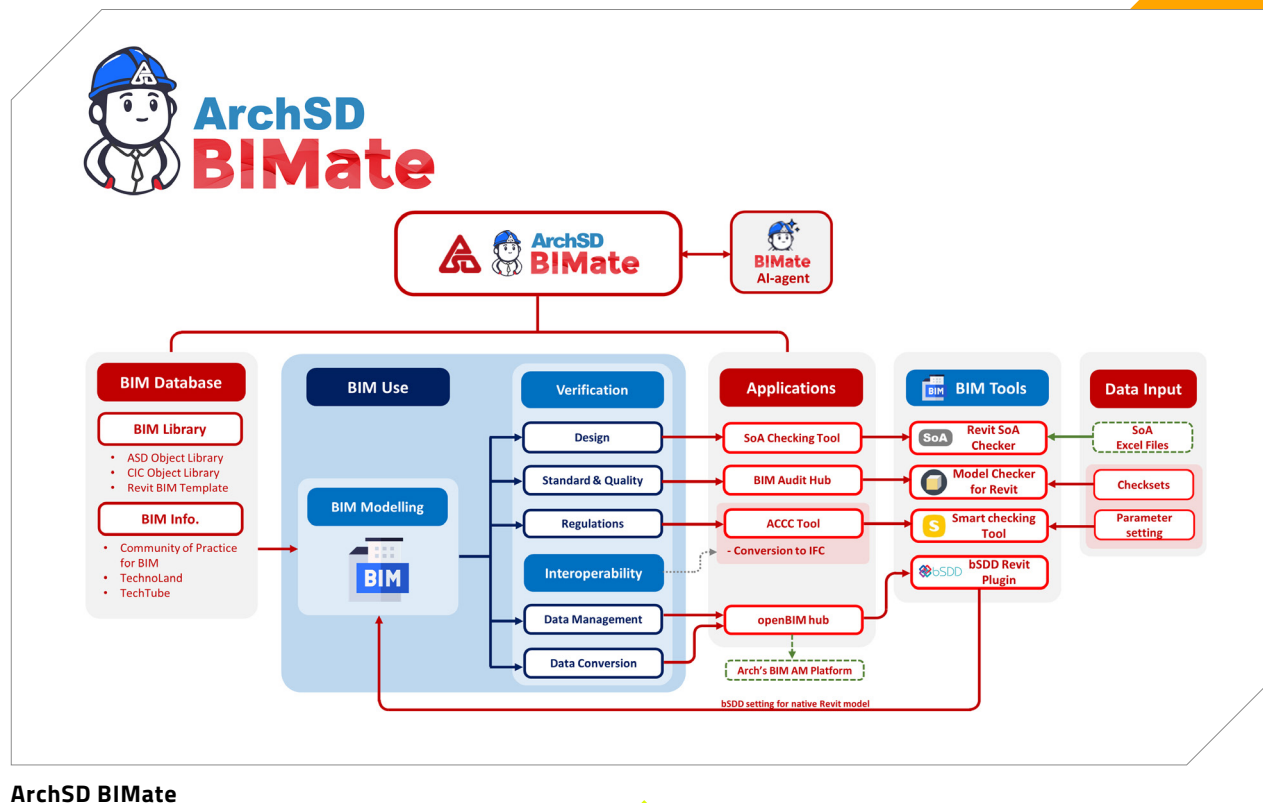 ArchSD
BIMate
ArchSD
BIMate
BIMate
AI-agent
BIM Database
BIM Library
• ASD Object Library
• CIC Object Library
• Revit BIM Template
BIM Info.
• Community of Practice
for BIM
• TechnoLand
• TechTube
BIM Use
BIM Modelling
BIM
Verification
Design
Standard & Quality
Regulations
Interoperability
Data Management
Data Conversion
Applications
SoA Checking Tool
BIM Audit Hub
ACCC Tool
- Conversion to IFC
openBIM hub
Arch's BIM AM Platform
BIM
BIM Tools
SoA
Revit SoA
Checker
Model Checker
for Revit
S
Smart checking
Tool
bSDD
bSDD Revit
Plugin
Data Input
SoA
Excel Files
Checksets
Parameter
setting
bSDD setting for native Revit model
ArchSD BIMate